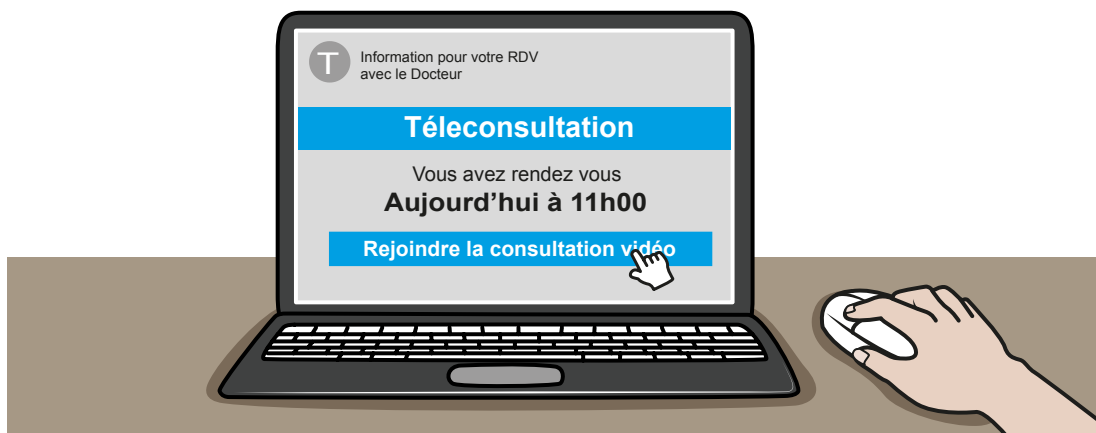 T
Information pour votre RDV
avec le Docteur
Téleconsultation
Vous avez rendez vous
Aujourd’hui à 11h00
Rejoindre la consultation vidéo